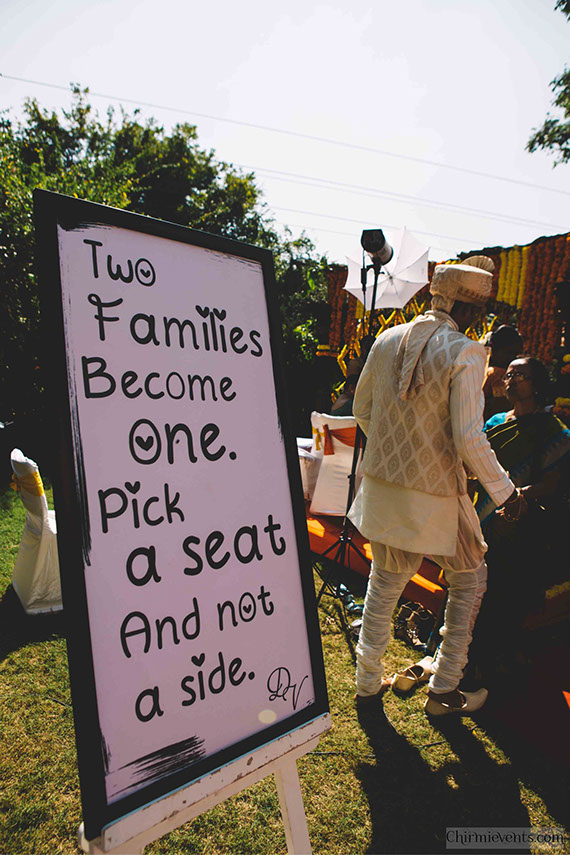 Two
Families
Become
one.
Pick
a seat
And not
a side.
DV
Chirmievents.com